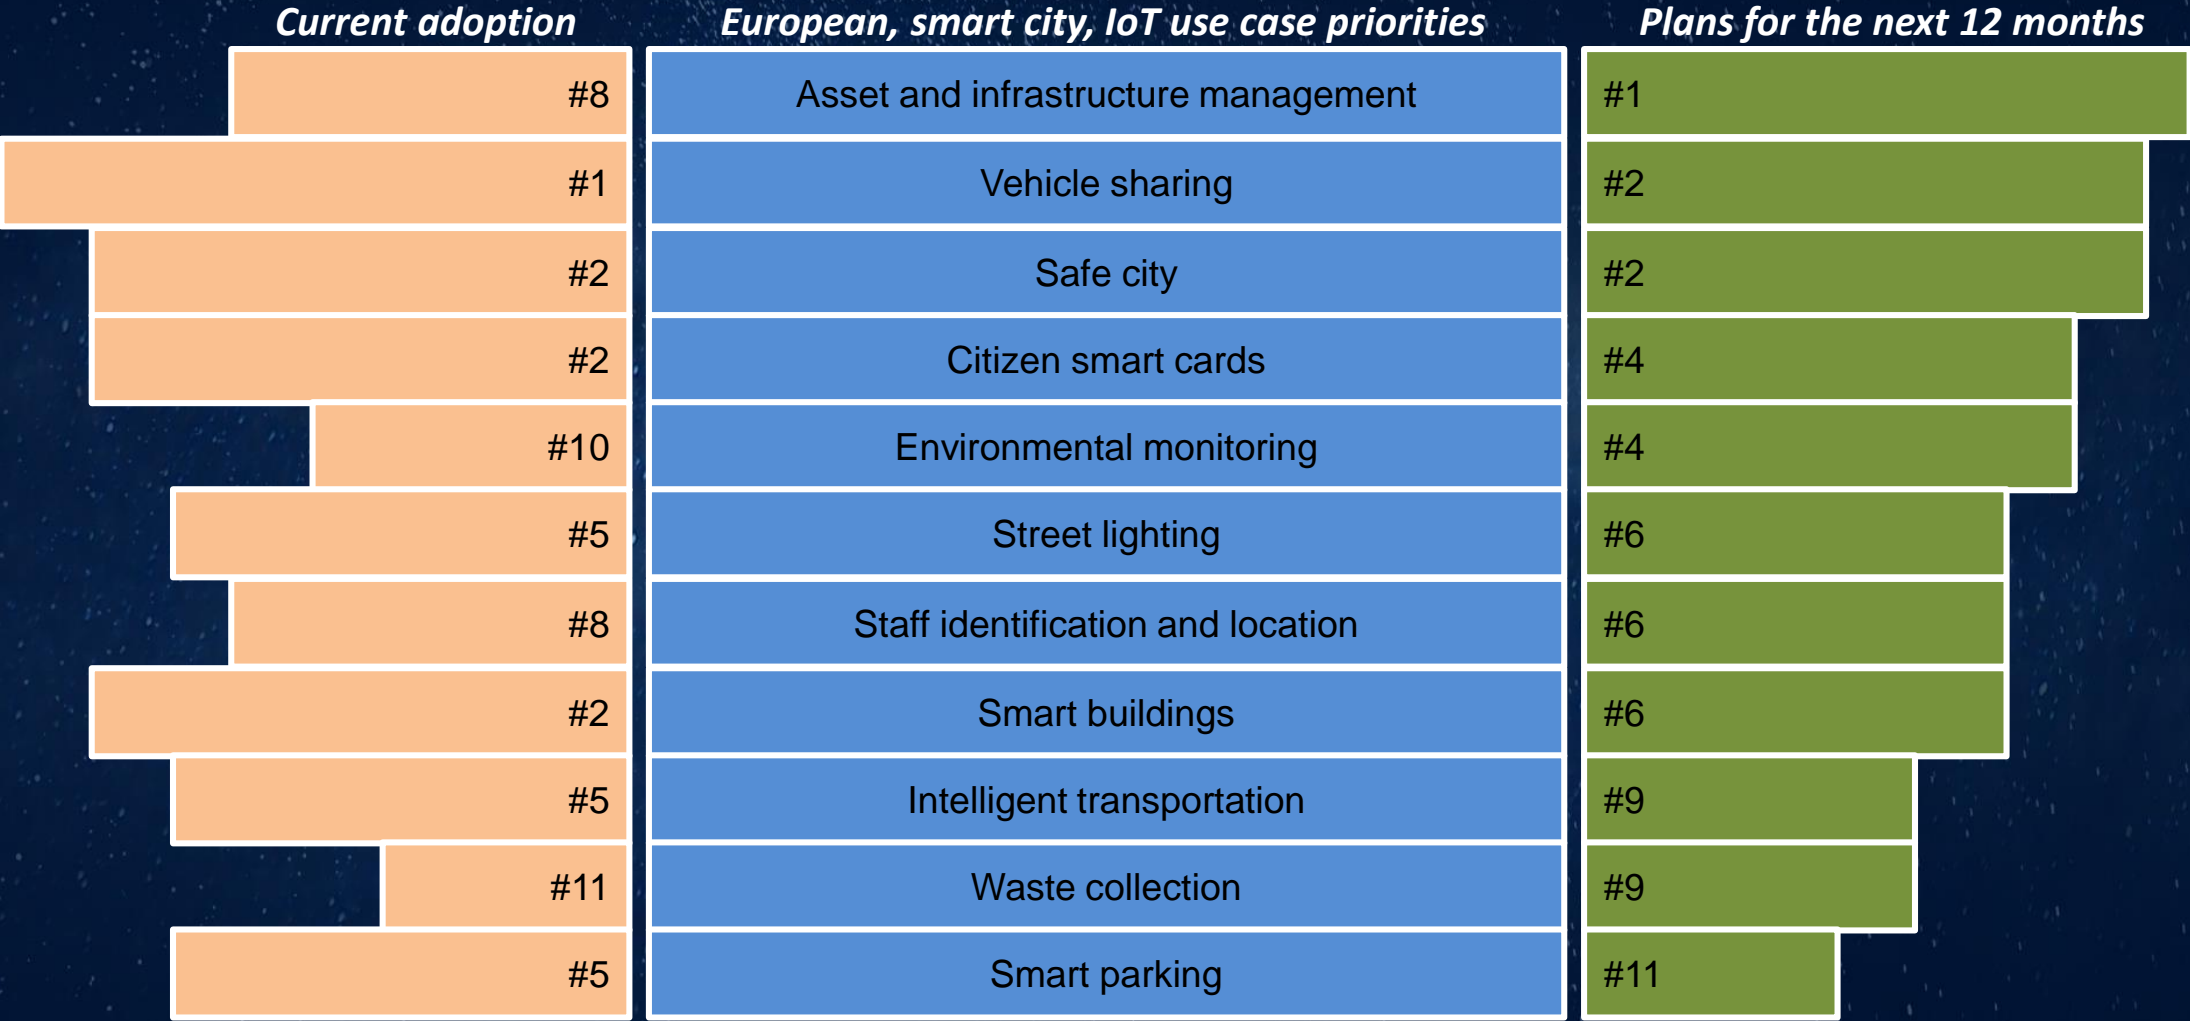 Current adoption European, smart city, IoT use case priorities Plans for the next 12 months
#8 Asset and infrastructure management #1
#1 Vehicle sharing #2
#2 Safe city #2
#2 Citizen smart cards #4
#10 Environmental monitoring #4
#5 Street lighting #6
#8 Staff identification and location #6
#2 Smart buildings #6
#5 Intelligent transportation #9
#11 Waste collection #9
#5 Smart parking #11